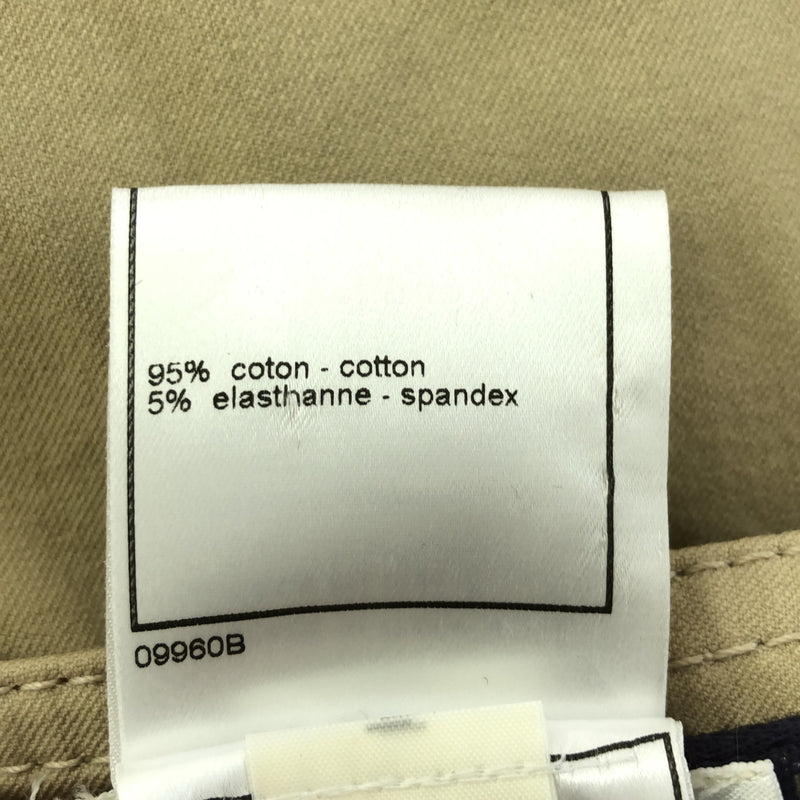 95% coton - cotton
5% elasthanne - spandex
09960B